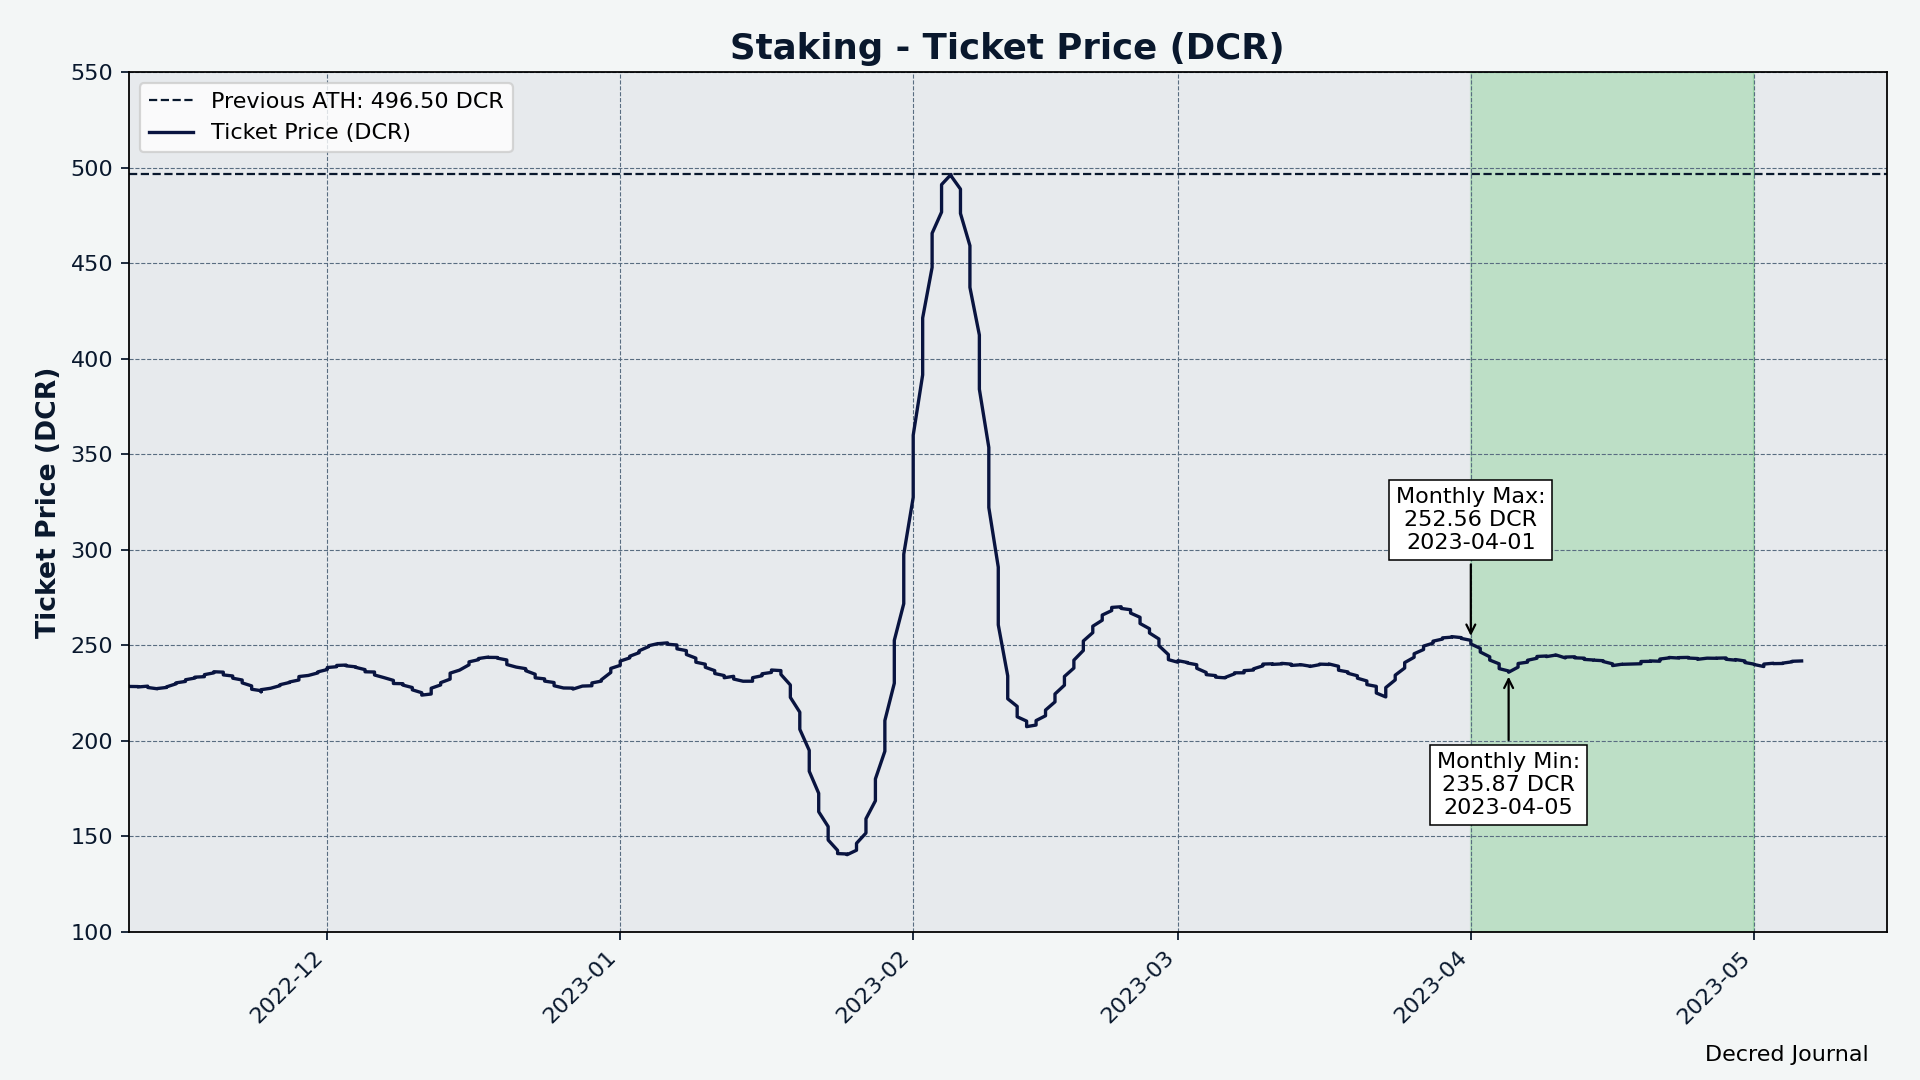 Staking - Ticket Price (DCR)
Previous ATH: 496.50 DCR
Ticket Price (DCR)
Ticket Price (DCR)
550
500
450
400
350
300
250
200
150
100
Monthly Max:
252.56 DCR
2023-04-01
Monthly Min:
235.87 DCR
2023-04-05
2022-12
2023-01
2023-02
2023-03
2023-04
2023-05
Decred Journal